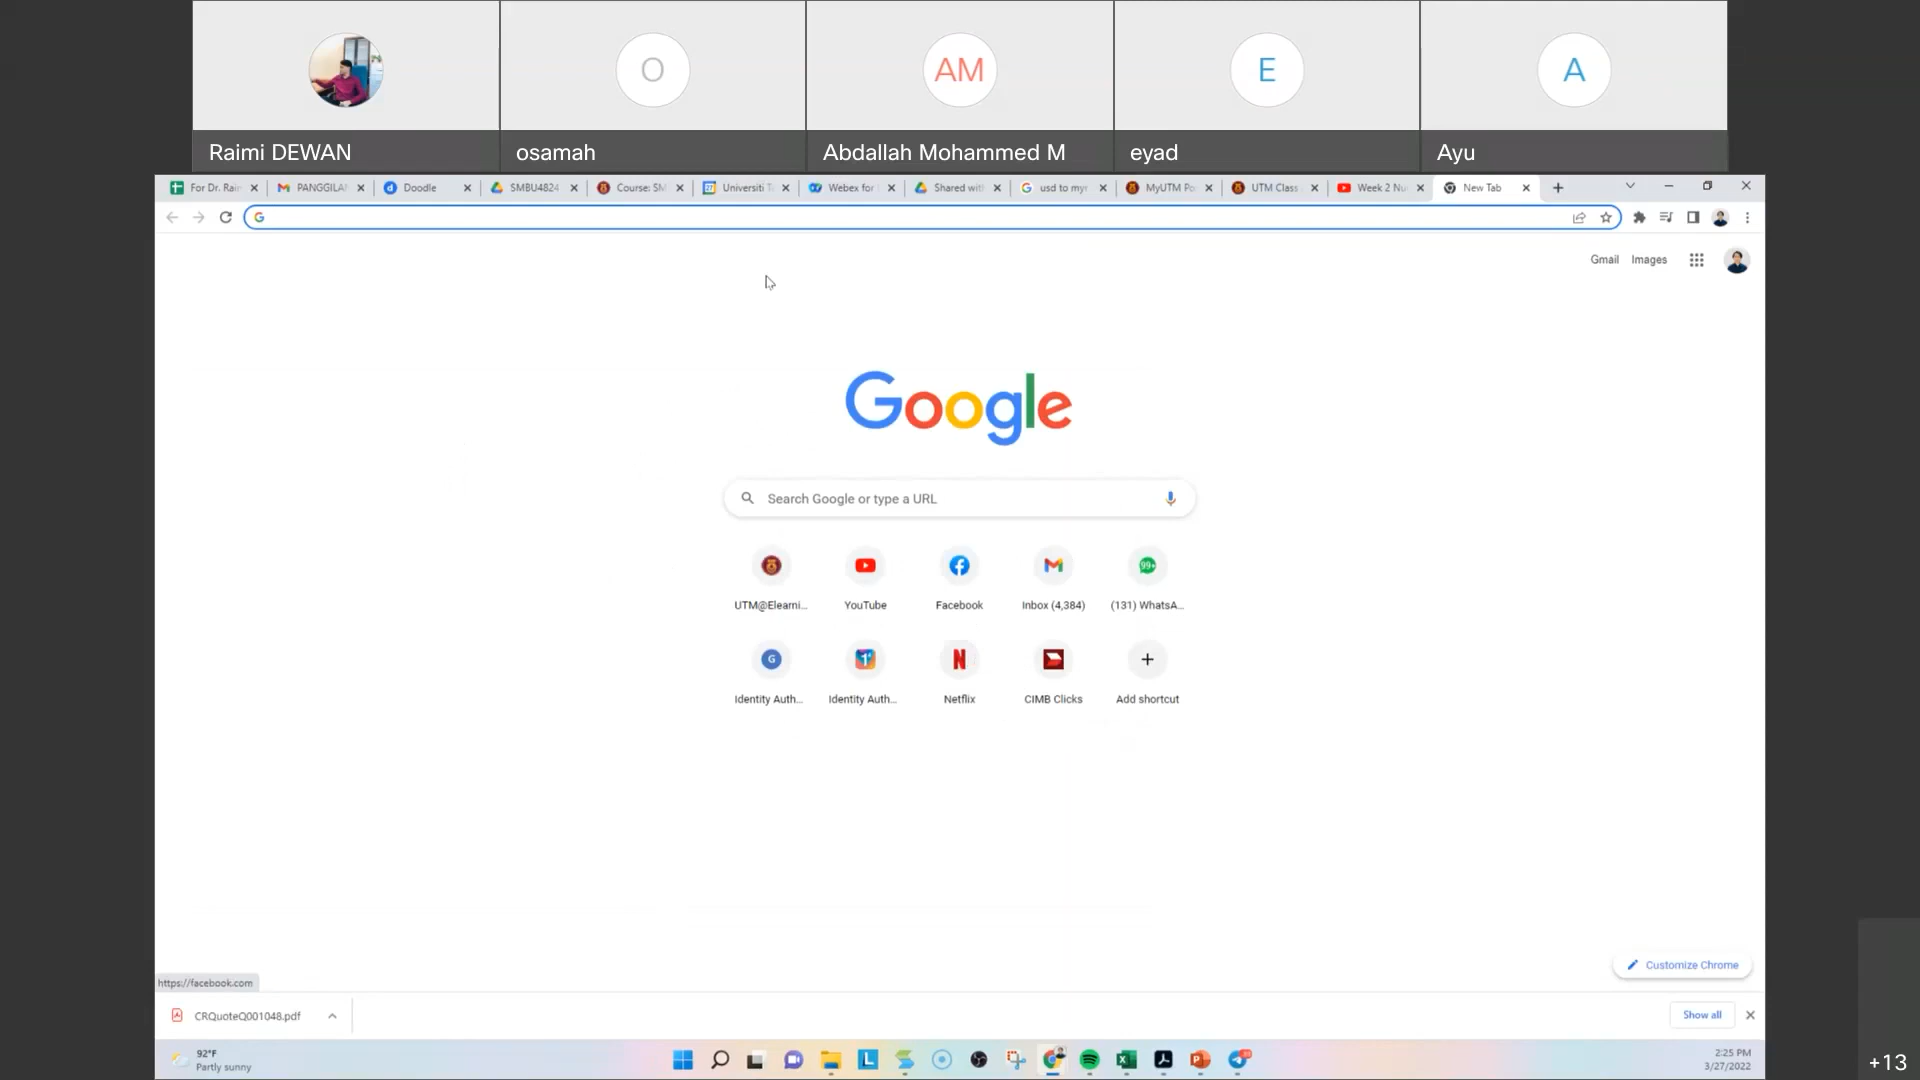 O AM E A
Raimi DEWAN osamah Abdallah Mohammed M eyad Ayu
For Dr. Rain PANGGILA Doodle SMBU4824 Course: SM Universiti T Webex for Shared with usd to myr MyUTM Po UTM Class Week 2 Nu New Tab
Gmail Images
Google
Search Google or type a URL
UTM@Elearni... YouTube Facebook Inbox (4,384) (131) WhatsA...
Identity Auth... Identity Auth... Netflix CIMB Clicks Add shortcut
Customize Chrome
https://facebook.com
CRQuoteQ001048.pdf Show all
92°F
Partly sunny
2:25 PM
3/27/2022
+13